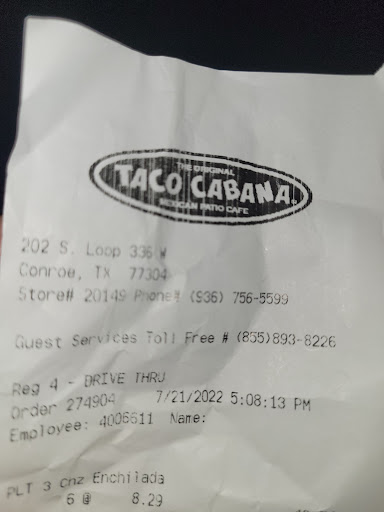 THE ORIGINAL
TACO CABANA
MEXICAN PATIO CAFE
202 S. Loop 336 W
Conroe, TX 77304
Store# 20149 Phone# (936) 756-5599
Guest Services Toll Free # (855)893-8226
Reg 4 - DRIVE THRU
Order 274904 7/21/2022 5:08:13 PM
Employee: 4006511 Name:
PLT 3 Chz Enchilada
6 @ 8.29